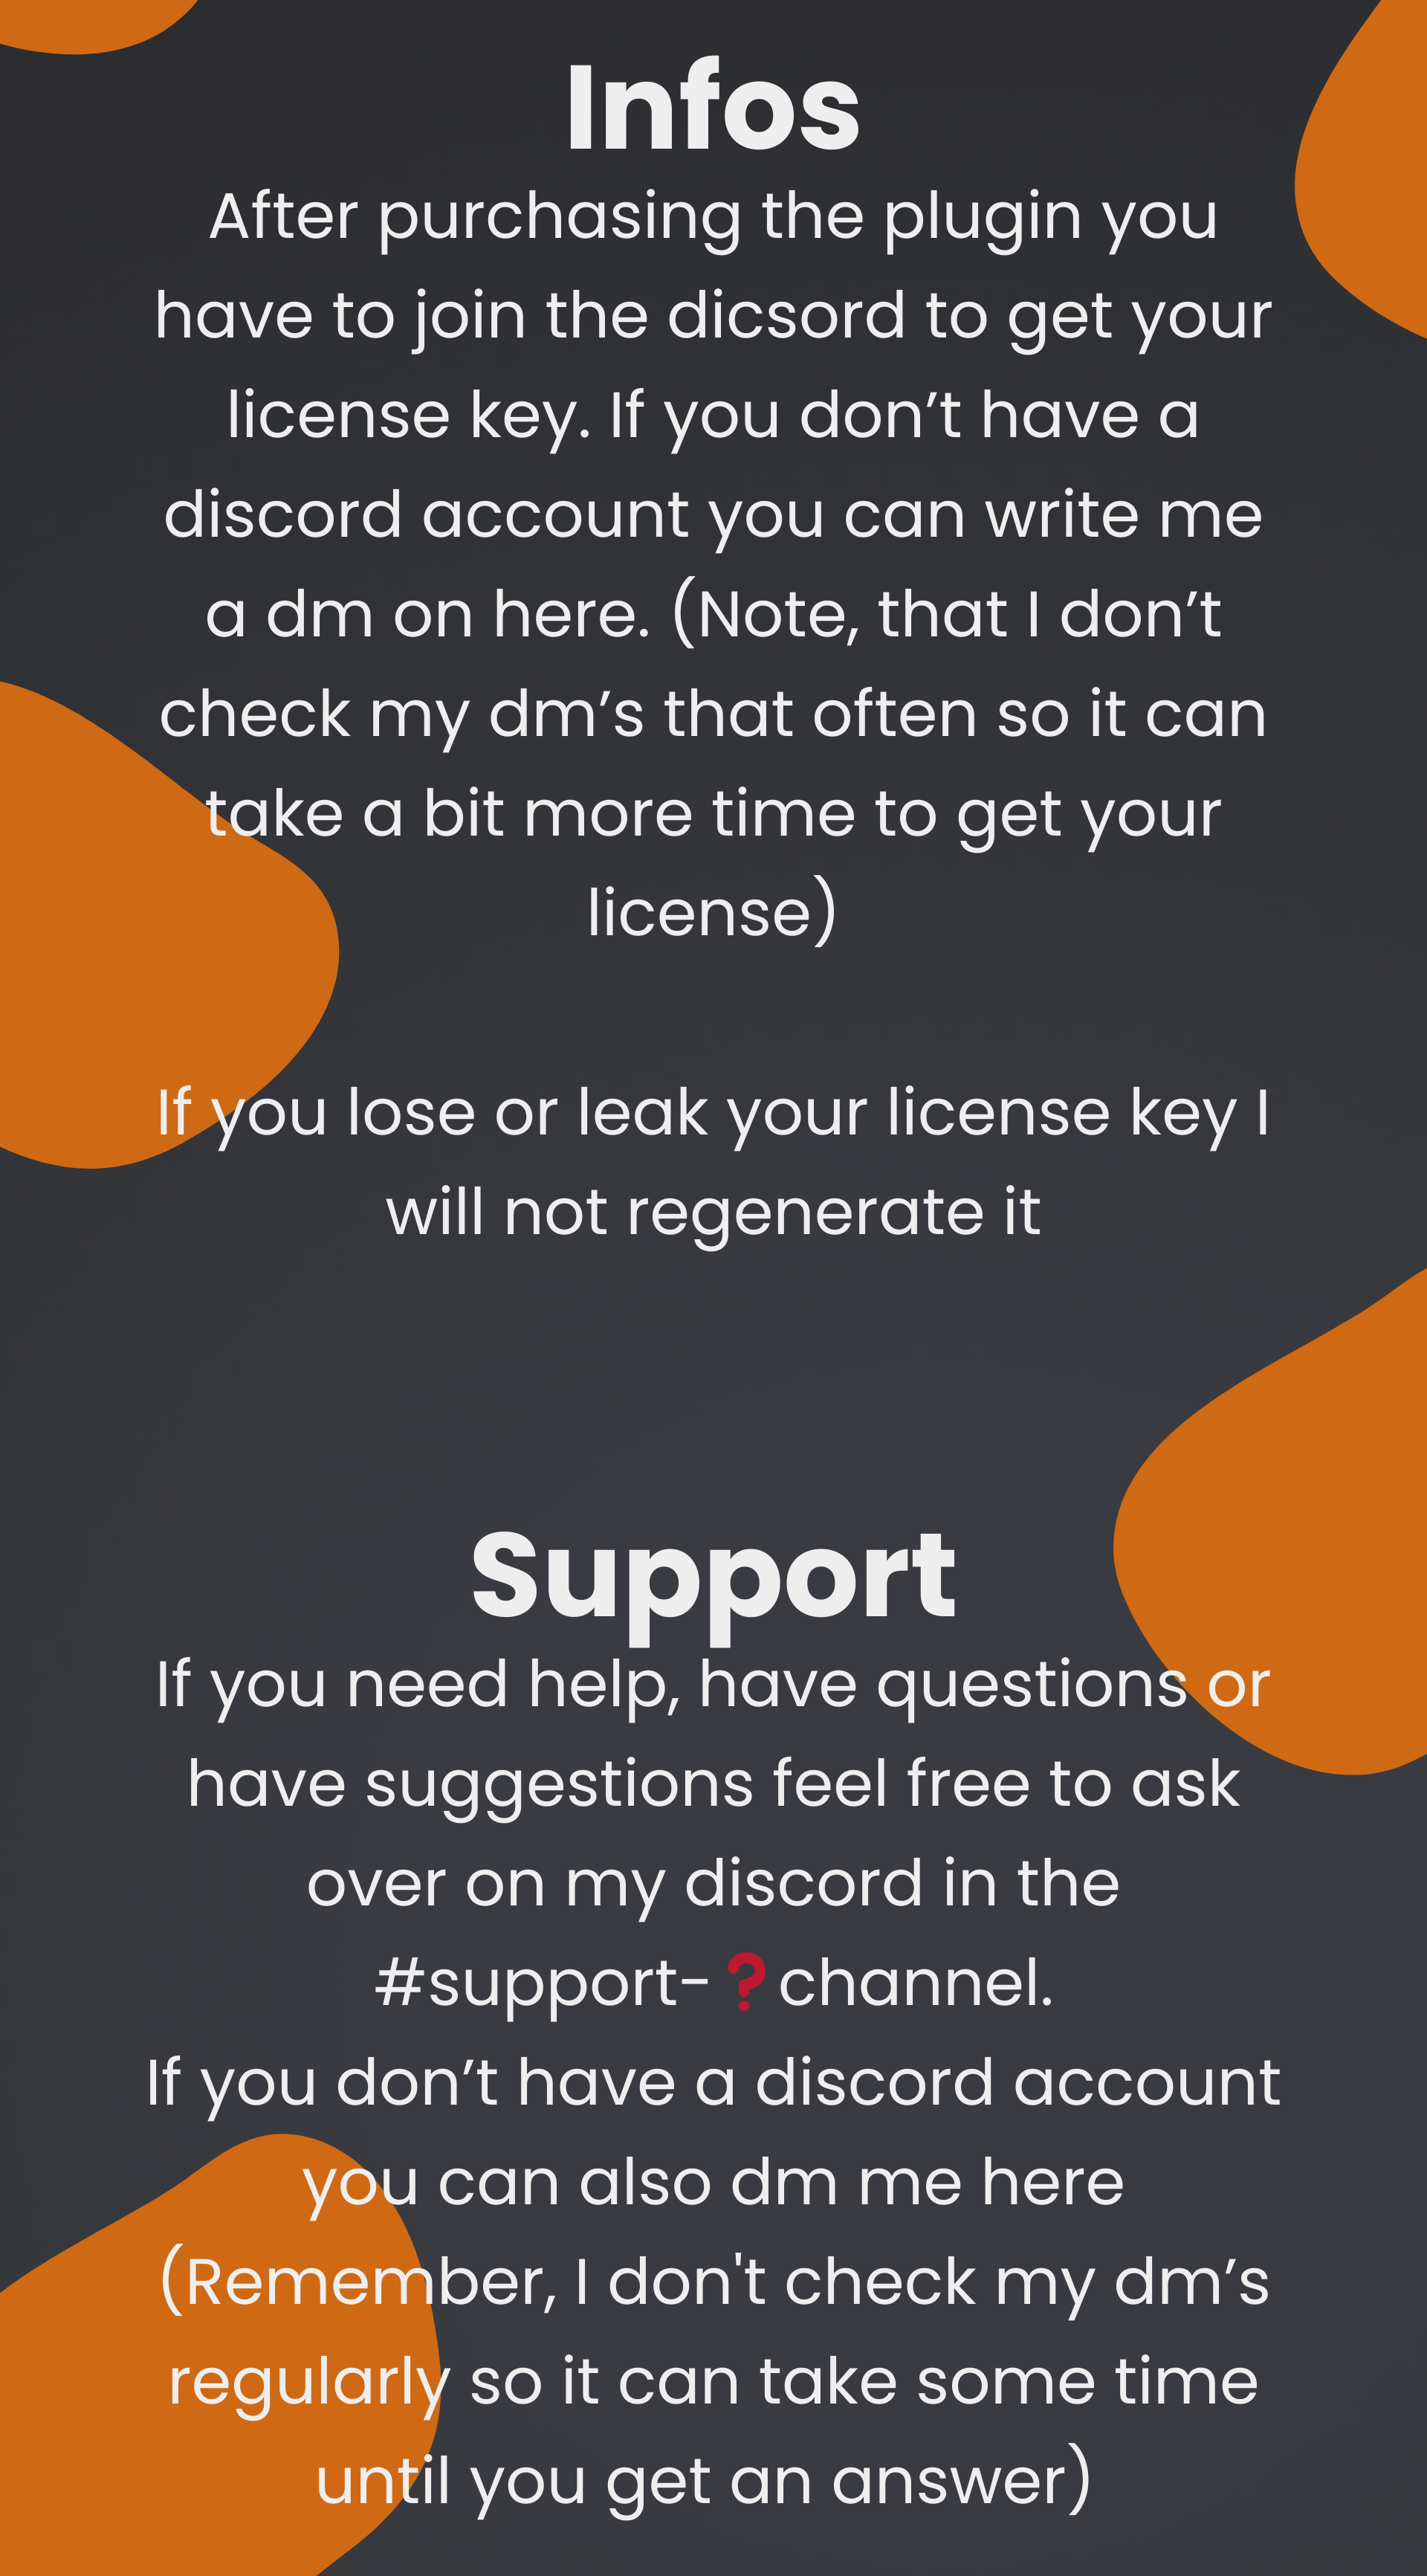 Infos
After purchasing the plugin you
have to join the dicsord to get your
license key. If you don’t have a
discord account you can write me
a dm on here. (Note, that I don’t
check my dm’s that often so it can
take a bit more time to get your
license)
If you lose or leak your license key I
will not regenerate it
Support
If you need help, have questions or
have suggestions feel free to ask
over on my discord in the
#support-❓channel.
If you don’t have a discord account
you can also dm me here
(Remember, I don't check my dm’s
regularly so it can take some time
until you get an answer)